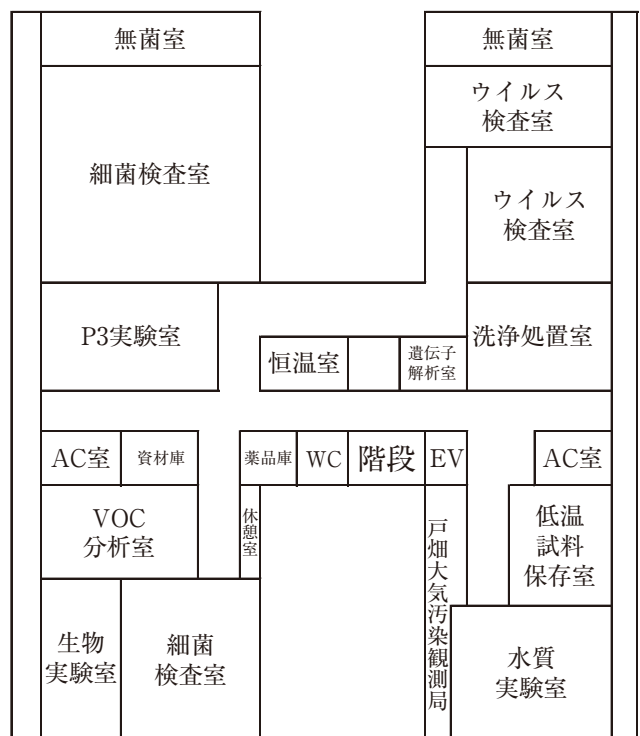 無菌室
無菌室
細菌検査室
ウイルス
検査室
ウイルス
検査室
P3実験室
恒温室
遺伝子
解析室
洗浄処置室
AC室
資材庫
薬品庫
WC
階段
EV
AC室
VOC
分析室
休憩室
戸畑大気汚染観測局
低温
試料
保存室
生物
実験室
細菌
検査室
水質
実験室